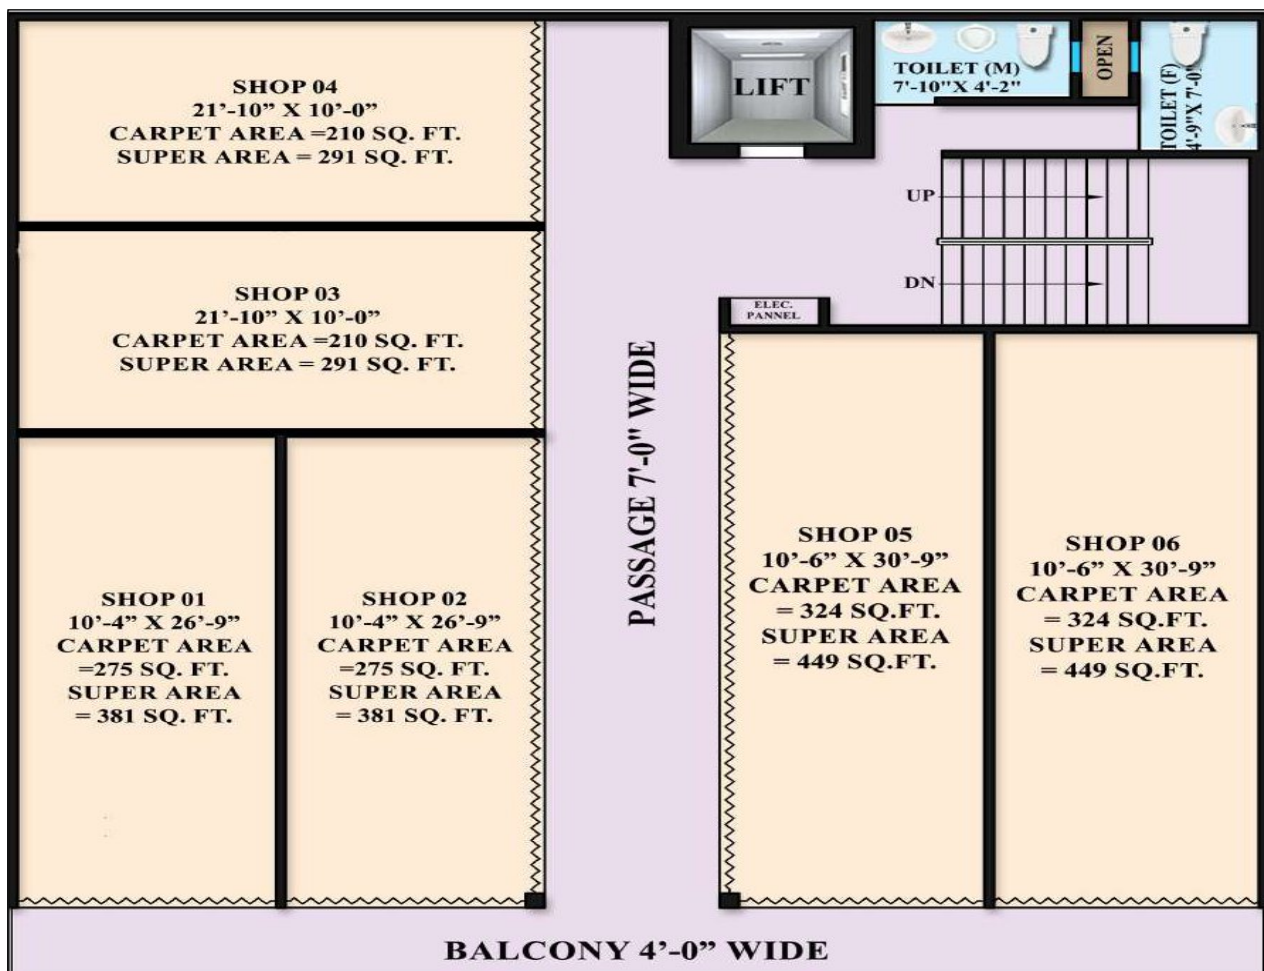 SHOP 04
21'-10” X 10’-0”
CARPET AREA =210 SQ. FT.
SUPER AREA = 291 SQ. FT.
LIFT
TOILET (M)
7'-10"X 4'-2"
OPEN
TOILET (F)
4'-9"X 7'-0"
UP
DN
ELEC.
PANNEL
SHOP 03
21'-10” X 10’-0”
CARPET AREA =210 SQ. FT.
SUPER AREA = 291 SQ. FT.
PASSAGE 7'-0" WIDE
SHOP 01
10’-4” X 26’-9”
CARPET AREA
=275 SQ. FT.
SUPER AREA
= 381 SQ. FT.
SHOP 02
10’-4” X 26’-9”
CARPET AREA
=275 SQ. FT.
SUPER AREA
= 381 SQ. FT.
SHOP 05
10’-6” X 30’-9”
CARPET AREA
= 324 SQ.FT.
SUPER AREA
= 449 SQ.FT.
SHOP 06
10’-6” X 30’-9”
CARPET AREA
= 324 SQ.FT.
SUPER AREA
= 449 SQ.FT.
BALCONY 4’-0” WIDE